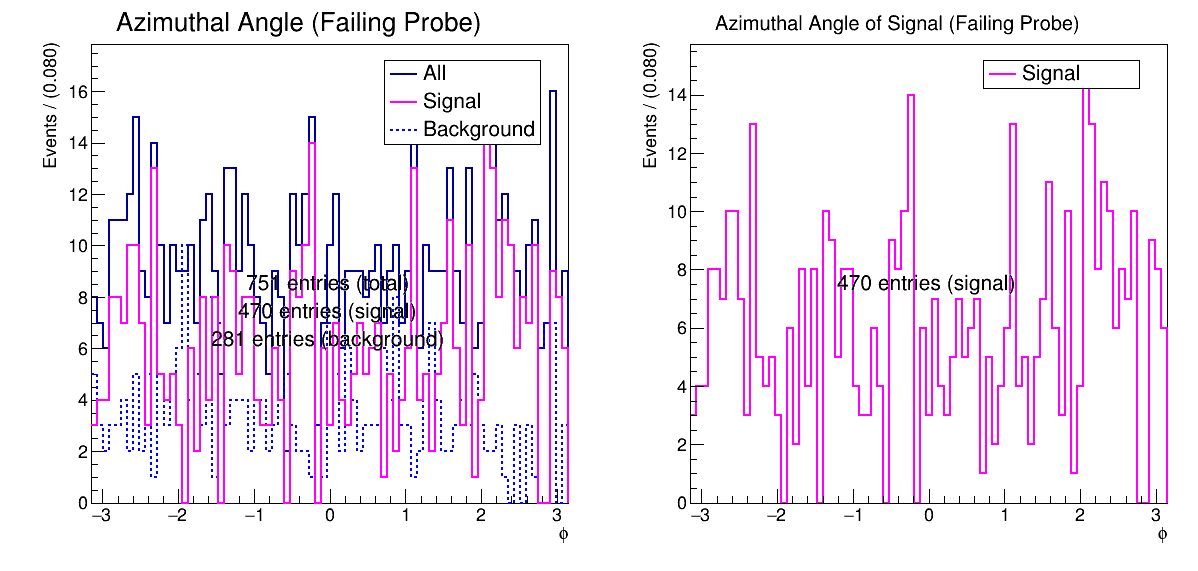 Azimuthal Angle (Failing Probe)
Events / (0.080)
16
14
12
10
8
6
4
2
0
All
Signal
Background
751 entries (total)
470 entries (signal)
281 entries (background)
−3 −2 −1 0 1 2 3
ϕ
Azimuthal Angle of Signal (Failing Probe)
Events / (0.080)
14
12
10
8
6
4
2
0
Signal
470 entries (signal)
−3 −2 −1 0 1 2 3
ϕ